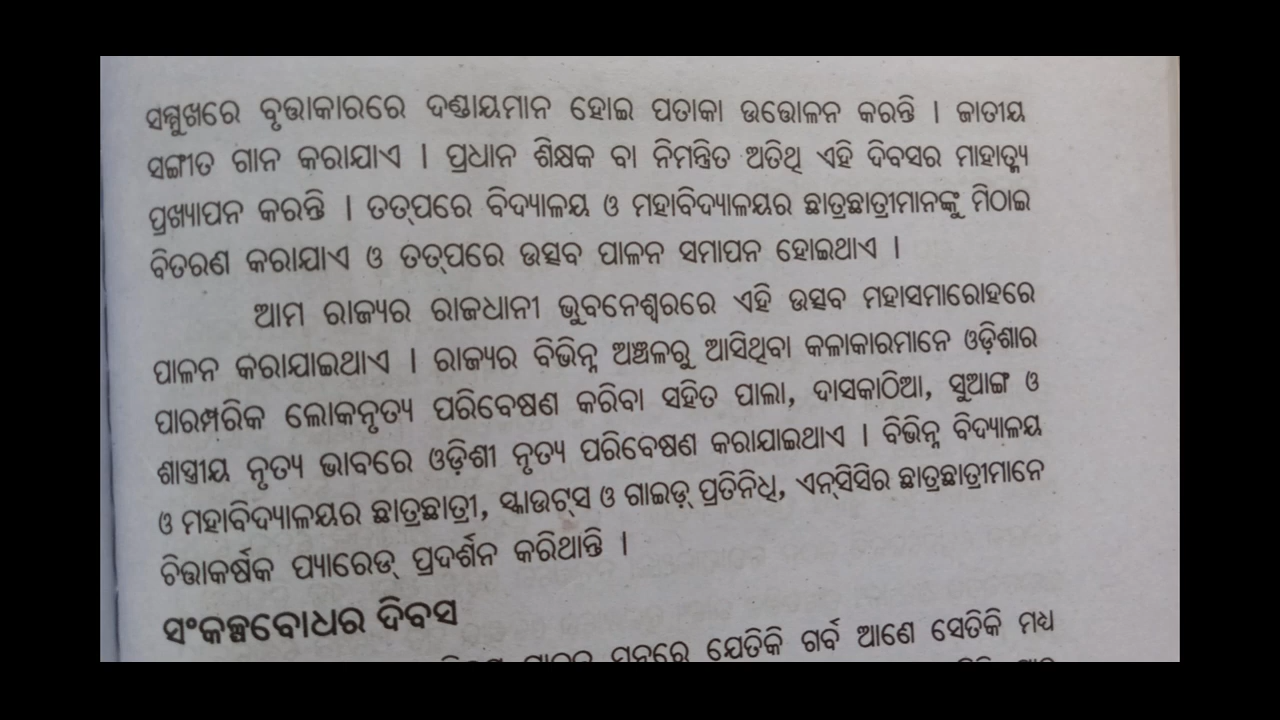 ସମ୍ମୁଖରେ ବୃତ୍ତାକାରରେ ଦଣ୍ଡାୟମାନ ହୋଇ ପତାକା ଉତ୍ତୋଳନ କରନ୍ତି । ଜାତୀୟ
ସଙ୍ଗୀତ ଗାନ କରାଯାଏ । ପ୍ରଧାନ ଶିକ୍ଷକ ବା ନିମନ୍ତ୍ରିତ ଅତିଥି ଏହି ଦିବସର ମାହାତ୍ମ୍ୟ
ପ୍ରଖ୍ୟାପନ କରନ୍ତି । ତତ୍‌ପରେ ବିଦ୍ୟାଳୟ ଓ ମହାବିଦ୍ୟାଳୟର ଛାତ୍ରଛାତ୍ରୀମାନଙ୍କୁ ମିଠାଇ
ବିତରଣ କରାଯାଏ ଓ ତତ୍‌ପରେ ଉତ୍ସବ ପାଳନ ସମାପନ ହୋଇଥାଏ ।
ଆମ ରାଜ୍ୟର ରାଜଧାନୀ ଭୁବନେଶ୍ୱରରେ ଏହି ଉତ୍ସବ ମହାସମାରୋହରେ
ପାଳନ କରାଯାଇଥାଏ । ରାଜ୍ୟର ବିଭିନ୍ନ ଅଞ୍ଚଳରୁ ଆସିଥିବା କଳାକାରମାନେ ଓଡ଼ିଶାର
ପାରମ୍ପରିକ ଲୋକନୃତ୍ୟ ପରିବେଷଣ କରିବା ସହିତ ପାଲା, ଦାସକାଠିଆ, ସୁଆଙ୍ଗ ଓ
ଶାସ୍ତ୍ରୀୟ ନୃତ୍ୟ ଭାବରେ ଓଡ଼ିଶୀ ନୃତ୍ୟ ପରିବେଷଣ କରାଯାଇଥାଏ । ବିଭିନ୍ନ ବିଦ୍ୟାଳୟ
ଓ ମହାବିଦ୍ୟାଳୟର ଛାତ୍ରଛାତ୍ରୀ, ସ୍କାଉଟ୍‌ସ ଓ ଗାଇଡ଼୍ ପ୍ରତିନିଧି, ଏନ୍‌ସିସିର ଛାତ୍ରଛାତ୍ରୀମାନେ
ଚିତ୍ତାକର୍ଷକ ପ୍ୟାରେଡ୍ ପ୍ରଦର୍ଶନ କରିଥାନ୍ତି ।
ସଂକଳ୍ପବୋଧର ଦିବସ
ମନରେ ଯେତିକି ଗର୍ବ ଆଣେ ସେତିକି ମଧ୍ୟ